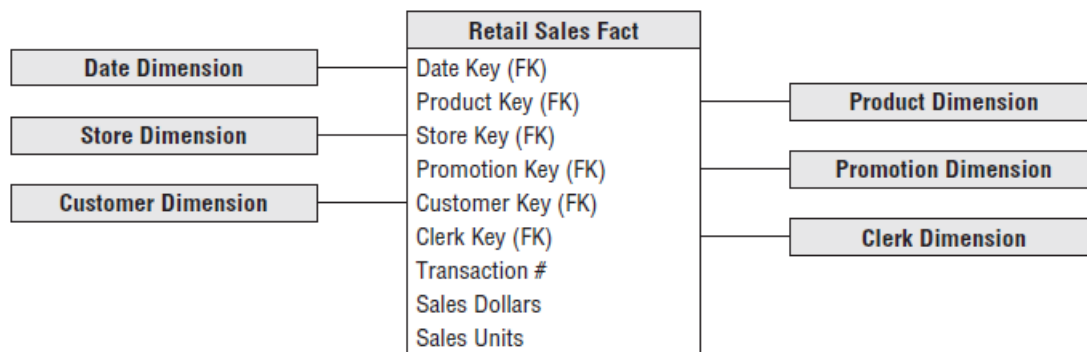 Retail Sales Fact
Date Key (FK)
Product Key (FK)
Store Key (FK)
Promotion Key (FK)
Customer Key (FK)
Clerk Key (FK)
Transaction #
Sales Dollars
Sales Units
Date Dimension
Store Dimension
Customer Dimension
Product Dimension
Promotion Dimension
Clerk Dimension